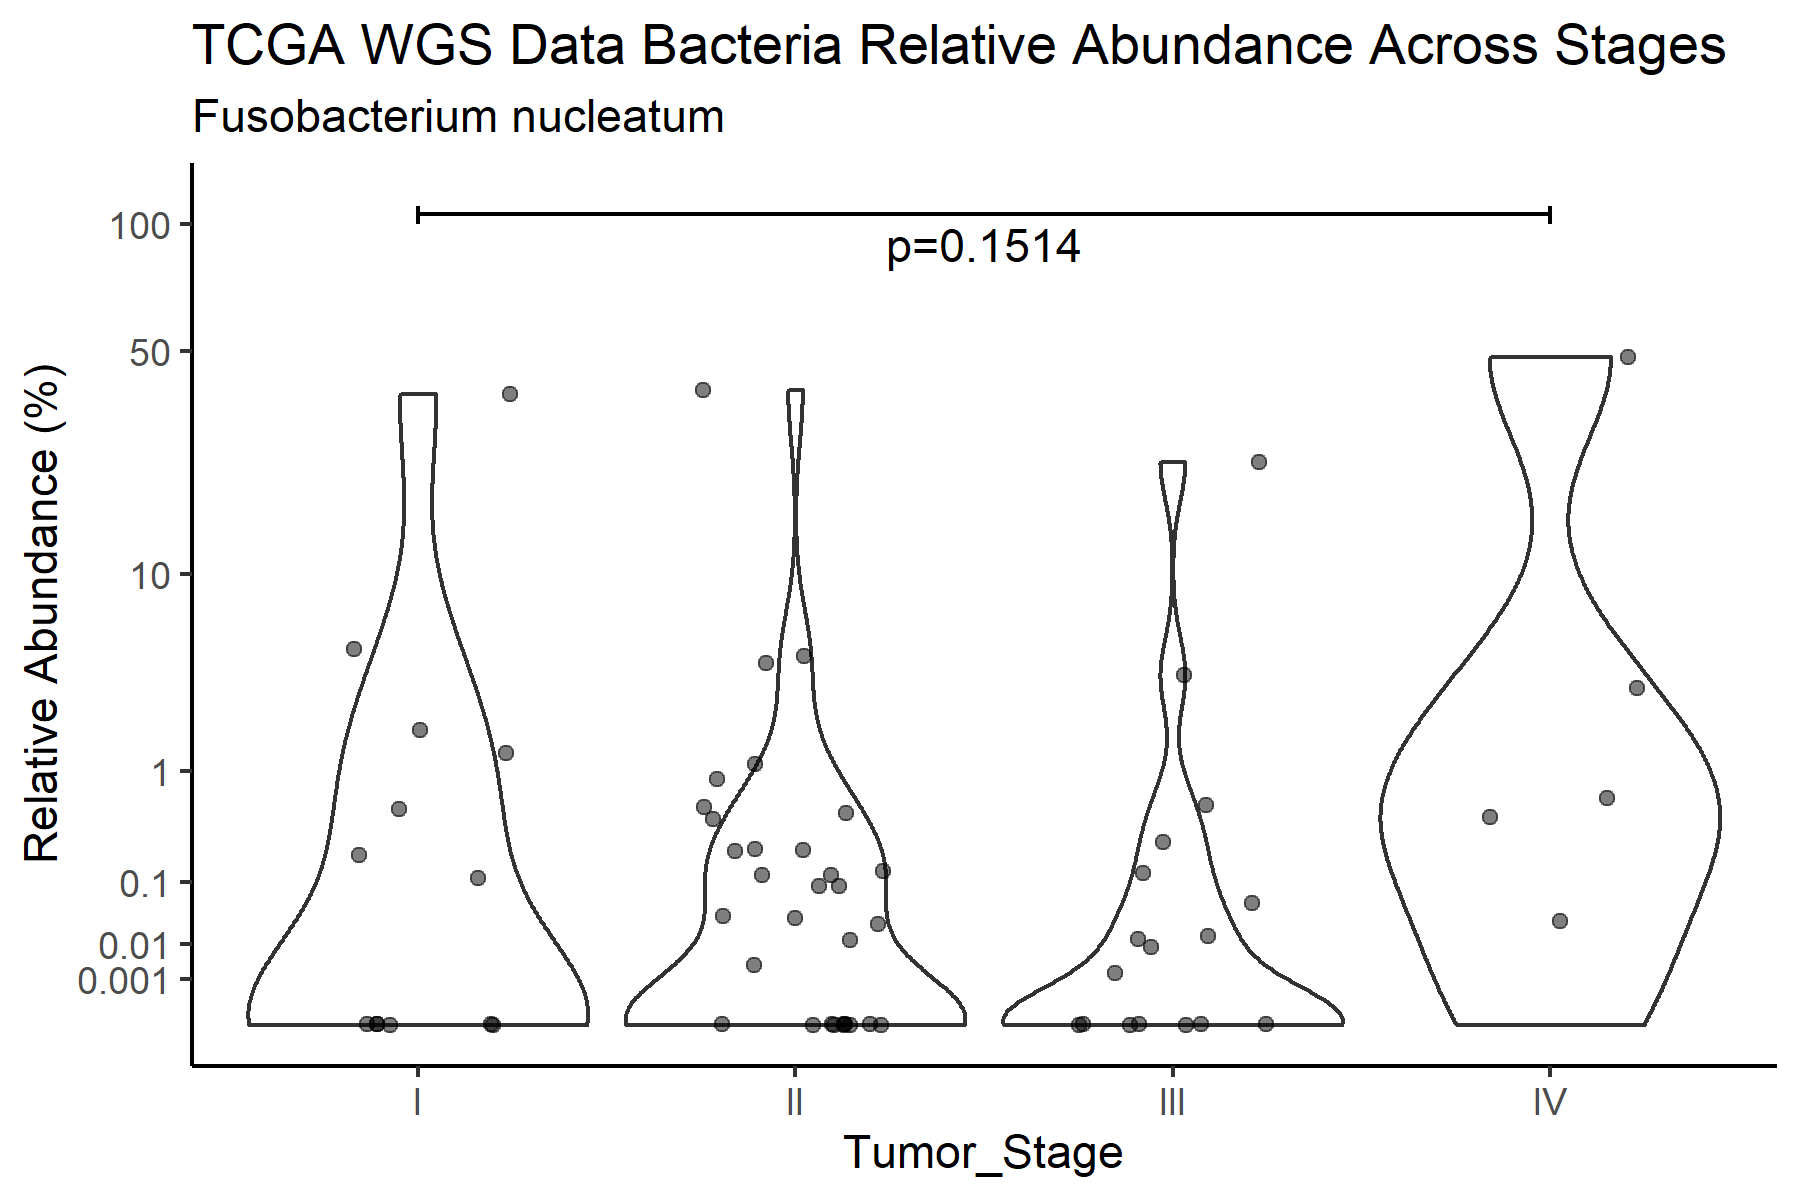 TCGA WGS Data Bacteria Relative Abundance Across Stages
Fusobacterium nucleatum
100
p=0.1514
50
10
1
0.1
0.01
0.001
Relative Abundance (%)
I II III IV
Tumor_Stage